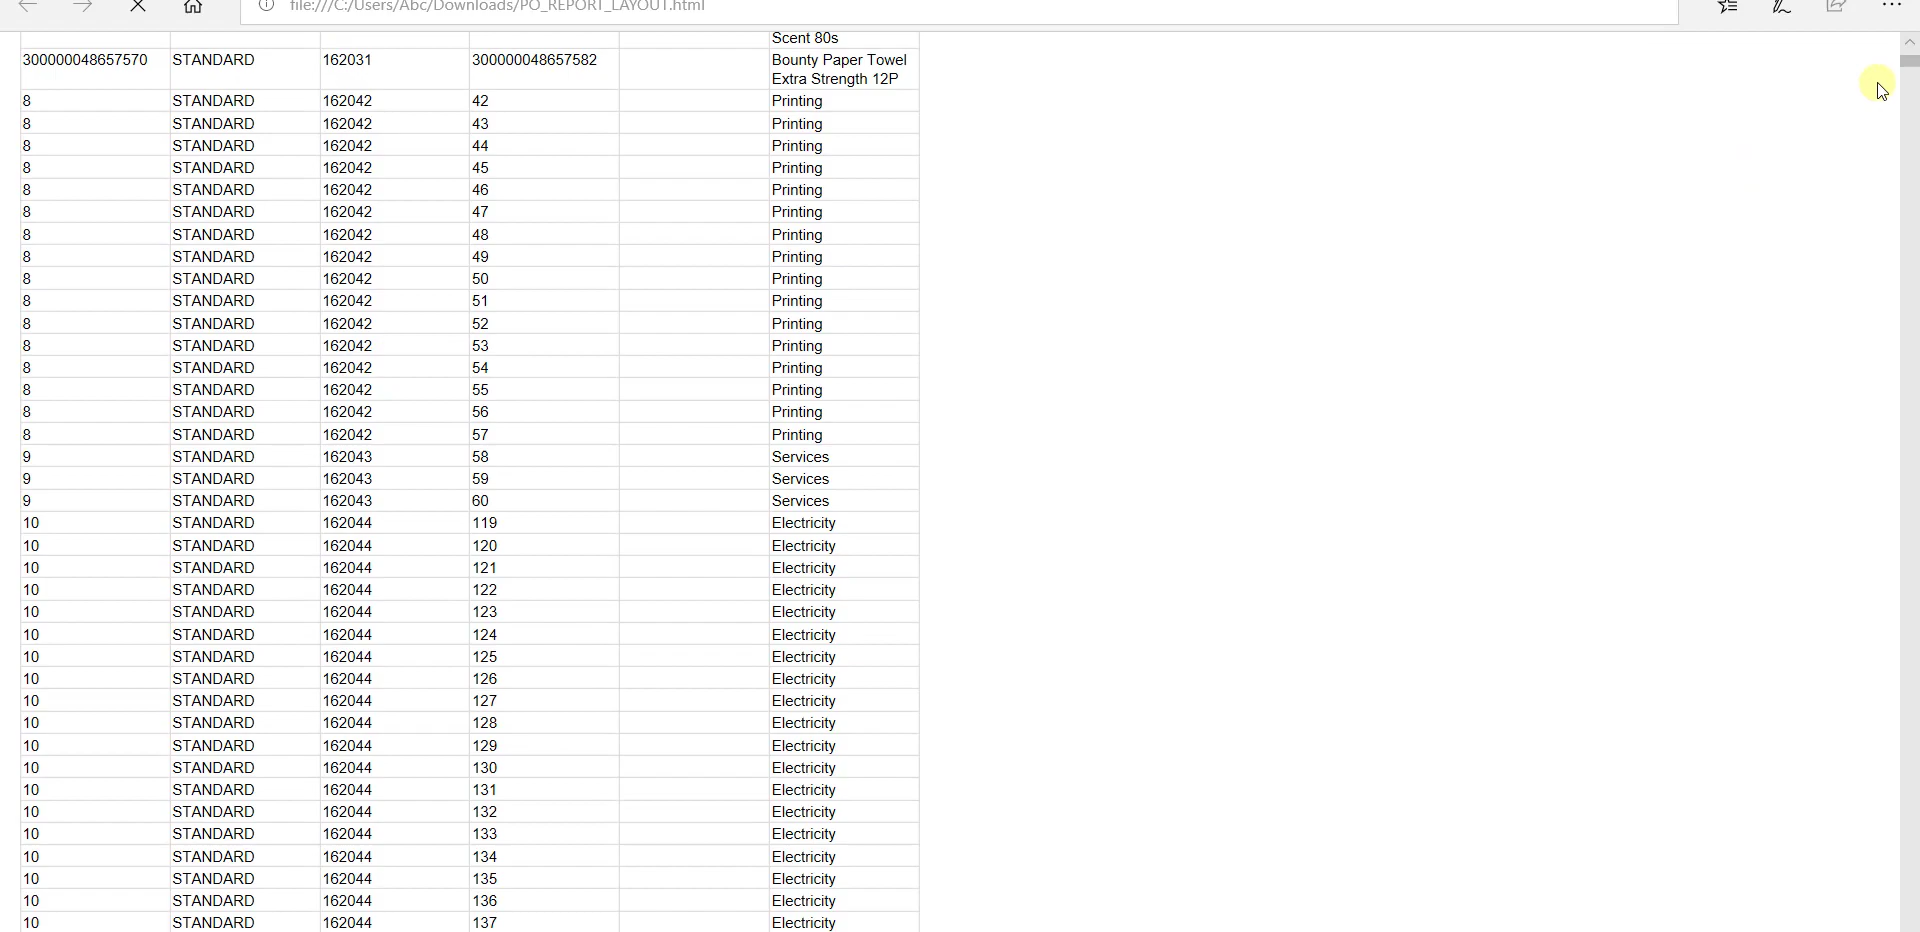 file:///C:/Users/Abc/Downloads/PO_REPORT_LAYOUT.html
Scent 80s
300000048657570 STANDARD 162031 300000048657582 Bounty Paper Towel
Extra Strength 12P
8 STANDARD 162042 42 Printing
8 STANDARD 162042 43 Printing
8 STANDARD 162042 44 Printing
8 STANDARD 162042 45 Printing
8 STANDARD 162042 46 Printing
8 STANDARD 162042 47 Printing
8 STANDARD 162042 48 Printing
8 STANDARD 162042 49 Printing
8 STANDARD 162042 50 Printing
8 STANDARD 162042 51 Printing
8 STANDARD 162042 52 Printing
8 STANDARD 162042 53 Printing
8 STANDARD 162042 54 Printing
8 STANDARD 162042 55 Printing
8 STANDARD 162042 56 Printing
8 STANDARD 162042 57 Printing
9 STANDARD 162043 58 Services
9 STANDARD 162043 59 Services
9 STANDARD 162043 60 Services
10 STANDARD 162044 119 Electricity
10 STANDARD 162044 120 Electricity
10 STANDARD 162044 121 Electricity
10 STANDARD 162044 122 Electricity
10 STANDARD 162044 123 Electricity
10 STANDARD 162044 124 Electricity
10 STANDARD 162044 125 Electricity
10 STANDARD 162044 126 Electricity
10 STANDARD 162044 127 Electricity
10 STANDARD 162044 128 Electricity
10 STANDARD 162044 129 Electricity
10 STANDARD 162044 130 Electricity
10 STANDARD 162044 131 Electricity
10 STANDARD 162044 132 Electricity
10 STANDARD 162044 133 Electricity
10 STANDARD 162044 134 Electricity
10 STANDARD 162044 135 Electricity
10 STANDARD 162044 136 Electricity
10 STANDARD 162044 137 Electricity